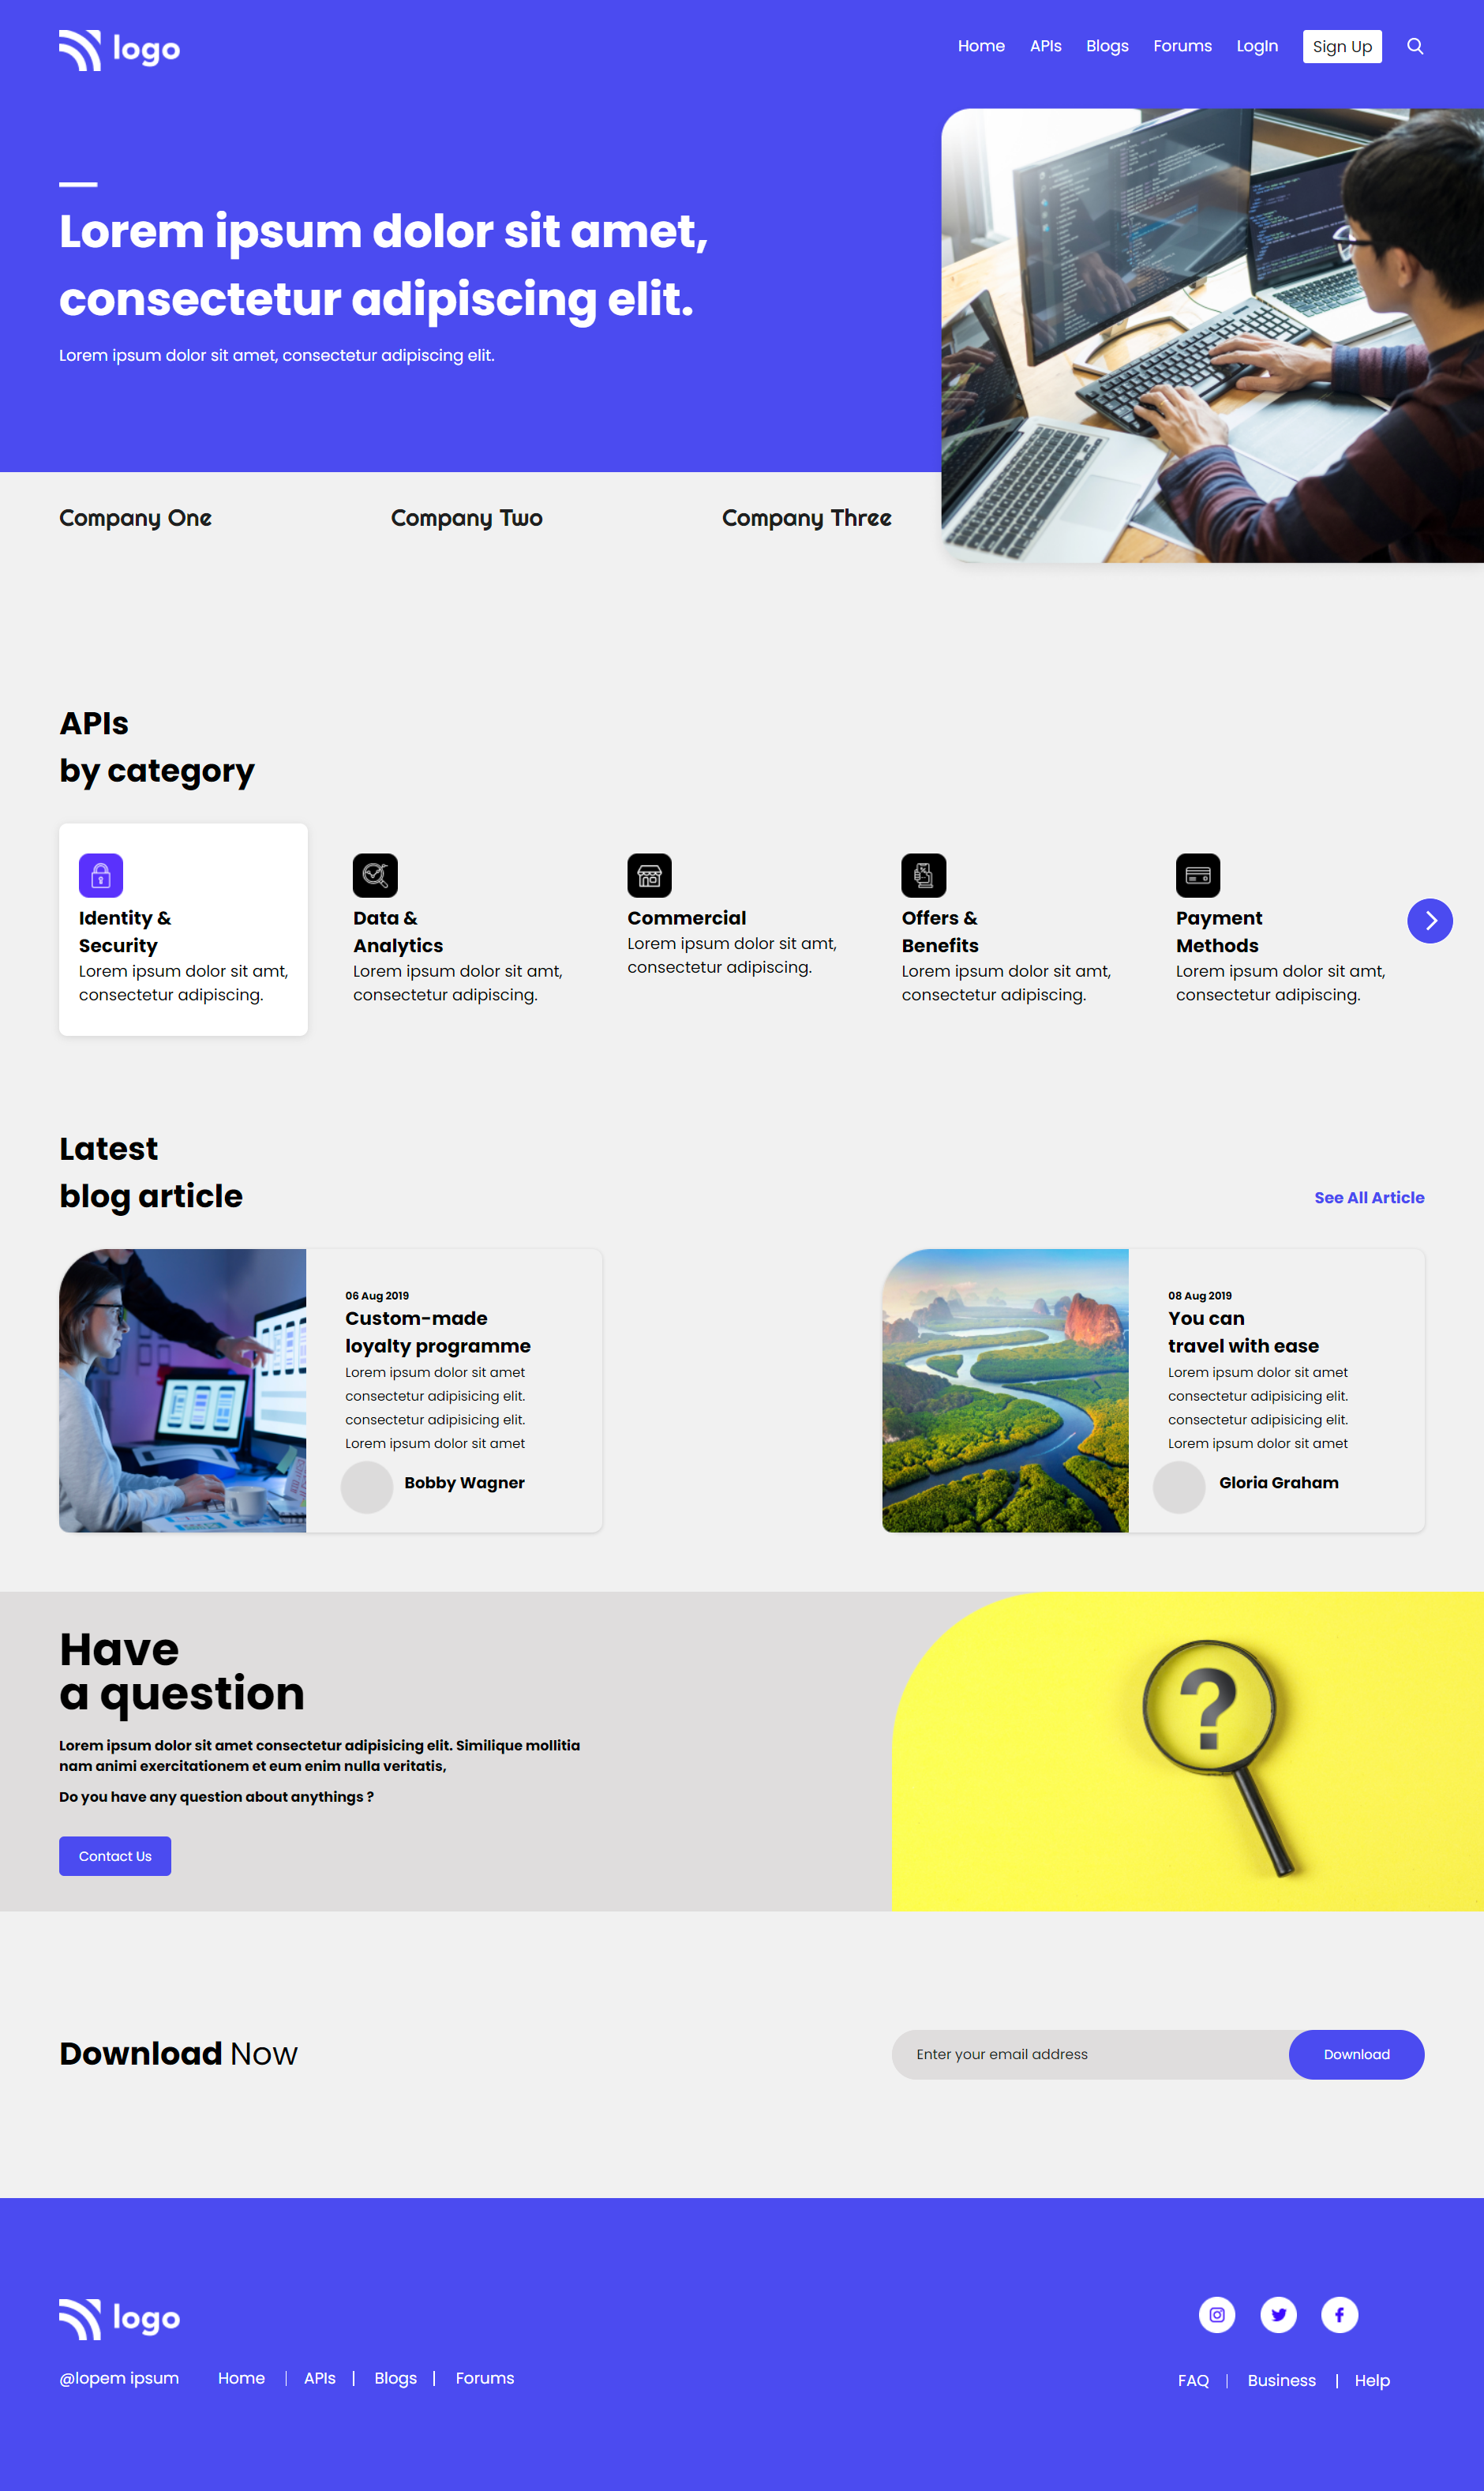 logo
Home APIs Blogs Forums LogIn Sign Up
Lorem ipsum dolor sit amet,
consectetur adipiscing elit.
Lorem ipsum dolor sit amet, consectetur adipiscing elit.
Company One Company Two Company Three
APIs
by category
Identity &
Security
Lorem ipsum dolor sit amt,
consectetur adipiscing.
Data &
Analytics
Lorem ipsum dolor sit amt,
consectetur adipiscing.
Commercial
Lorem ipsum dolor sit amt,
consectetur adipiscing.
Offers &
Benefits
Lorem ipsum dolor sit amt,
consectetur adipiscing.
Payment
Methods
Lorem ipsum dolor sit amt,
consectetur adipiscing.
Latest
blog article
See All Article
06 Aug 2019
Custom-made
loyalty programme
Lorem ipsum dolor sit amet
consectetur adipisicing elit.
consectetur adipisicing elit.
Lorem ipsum dolor sit amet
Bobby Wagner
08 Aug 2019
You can
travel with ease
Lorem ipsum dolor sit amet
consectetur adipisicing elit.
consectetur adipisicing elit.
Lorem ipsum dolor sit amet
Gloria Graham
Have
a question
Lorem ipsum dolor sit amet consectetur adipisicing elit. Similique mollitia
nam animi exercitationem et eum enim nulla veritatis,
Do you have any question about anythings ?
Contact Us
?
Download Now
Enter your email address
Download
logo
@lopem ipsum Home | APIs | Blogs | Forums
FAQ | Business | Help